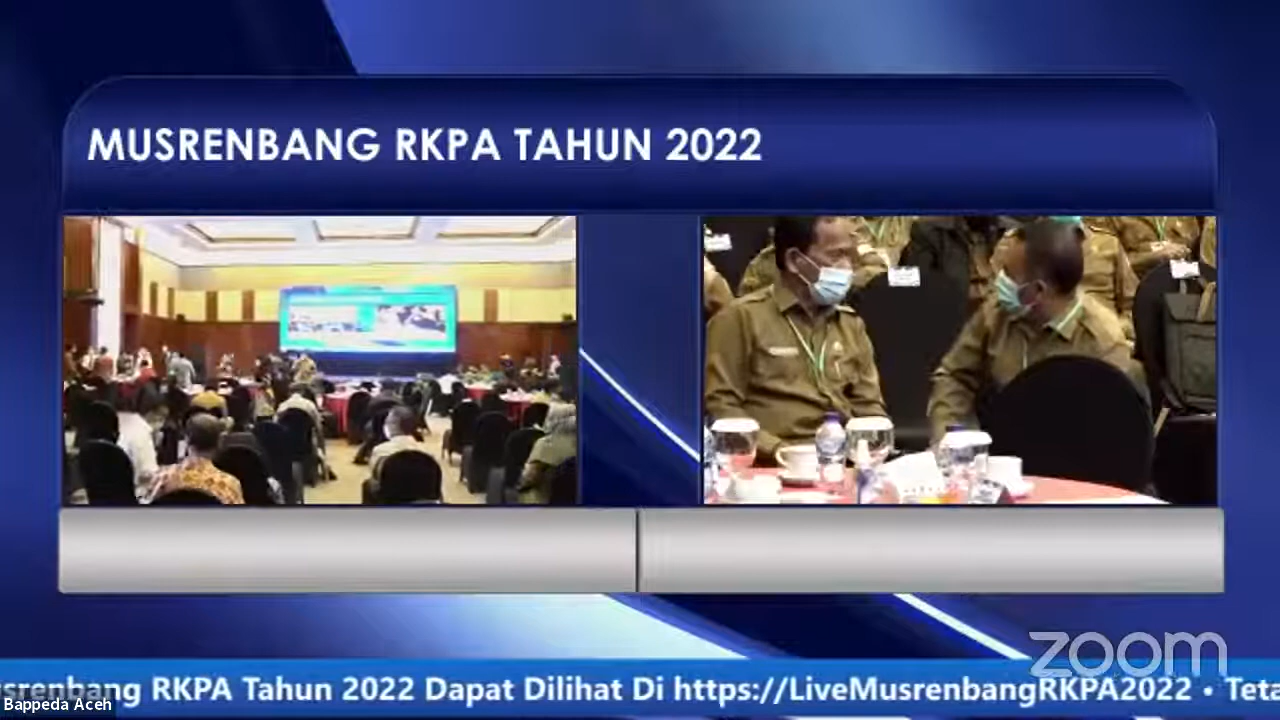 MUSRENBANG RKPA TAHUN 2022
zoom
usrenbang RKPA Tahun 2022 Dapat Dilihat Di https://LiveMusrenbangRKPA2022 • Teta
Bappeda Aceh